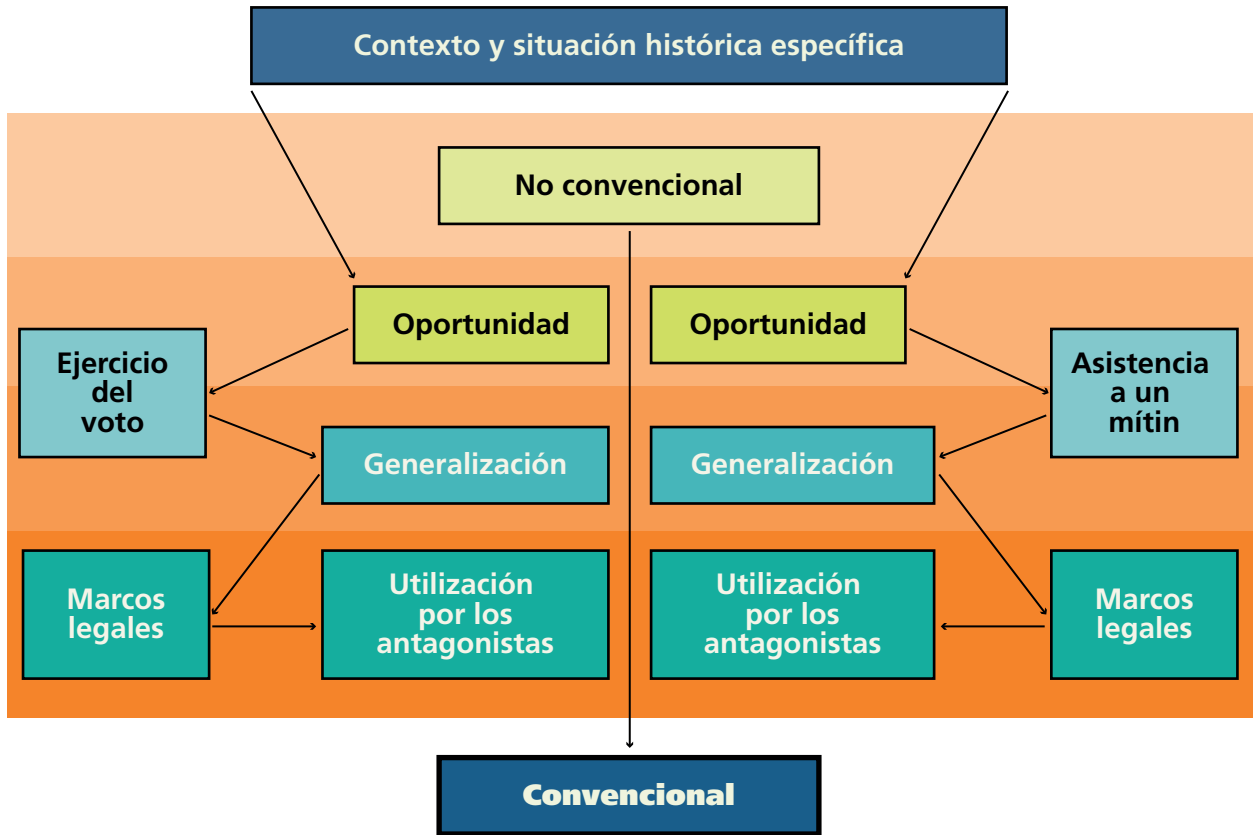 Contexto y situación histórica específica
No convencional
Oportunidad
Oportunidad
Ejercicio
del
voto
Asistencia
a un
mítin
Generalización
Generalización
Marcos
legales
Utilización
por los
antagonistas
Utilización
por los
antagonistas
Marcos
legales
Convencional